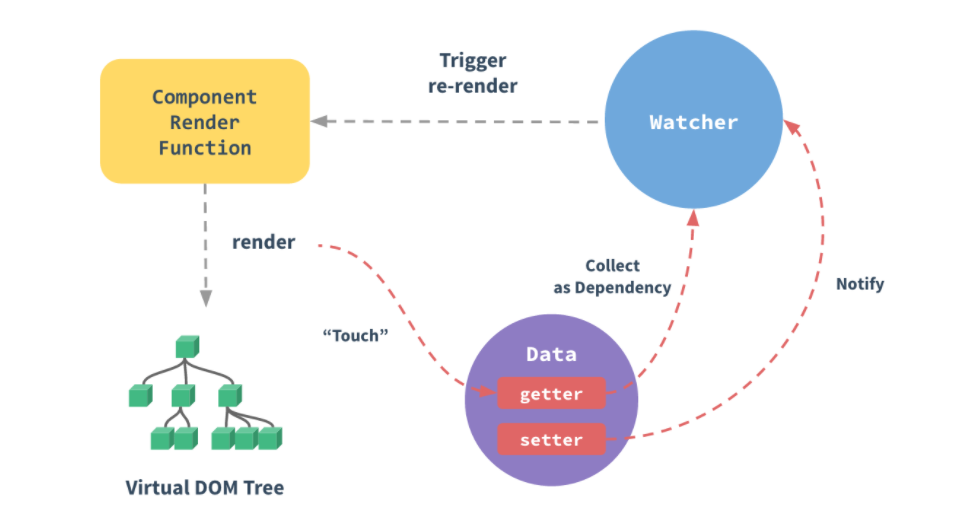 Trigger
re-render
Component
Render
Function
Watcher
render
Collect
as Dependency
Notify
“Touch”
Data
getter
setter
Virtual DOM Tree